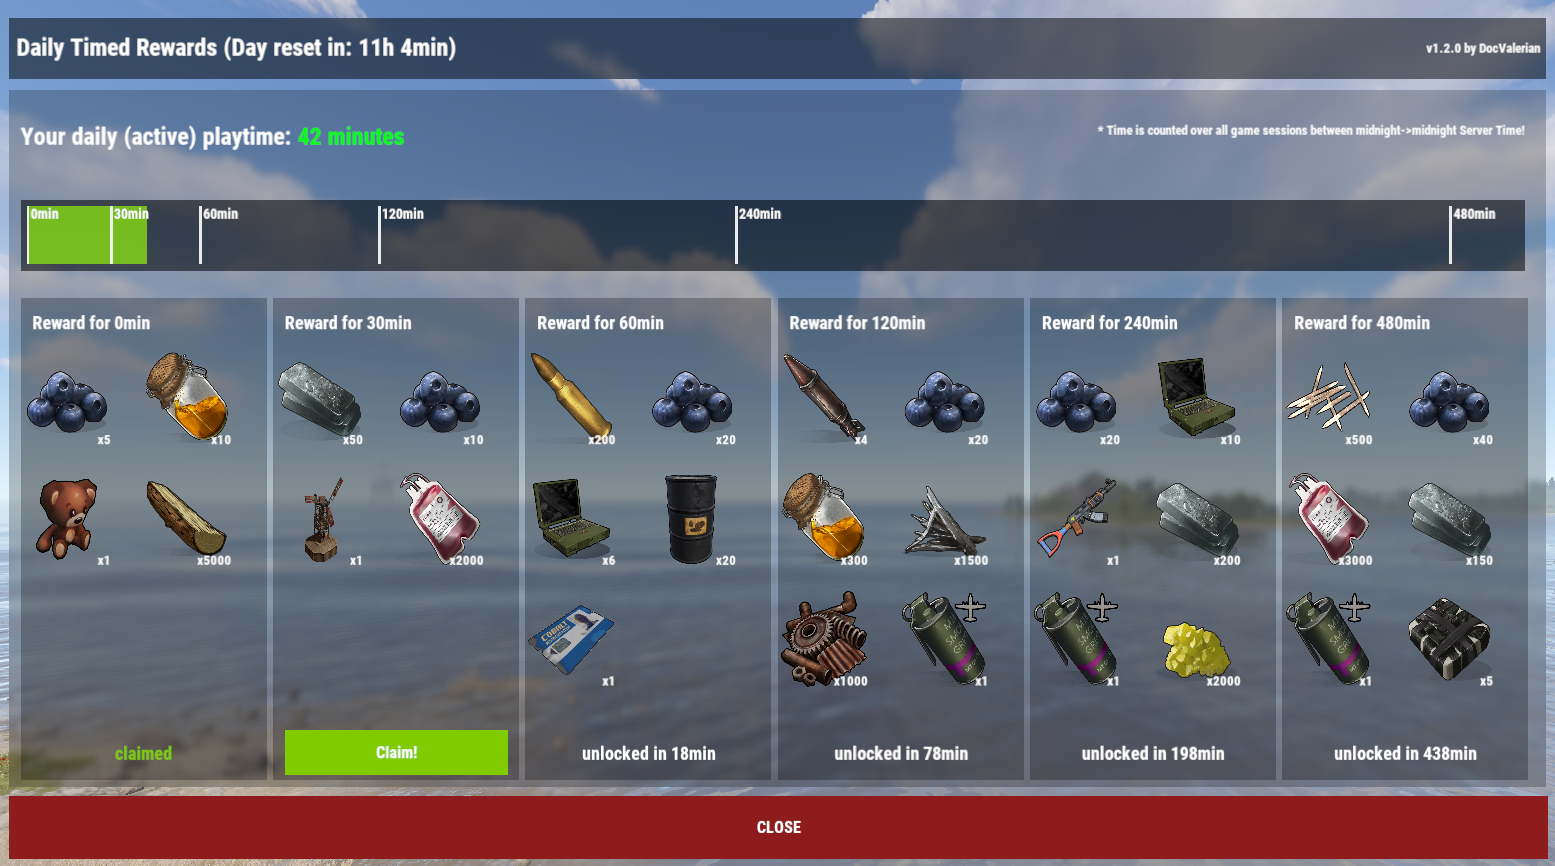 Daily Timed Rewards (Day reset in: 11h 4min)
v1.2.0 by DocValerian
Your daily (active) playtime: 42 minutes
* Time is counted over all game sessions between midnight->midnight Server Time!
0min 30min 60min 120min 240min 480min
Reward for 0min
x5 x10
x1 x5000
claimed
Reward for 30min
x50 x10
x1 x2000
Claim!
Reward for 60min
x200 x20
x6 x20
COBALT
x1
unlocked in 18min
Reward for 120min
x4 x20
x300 x1500
x1000 x1
unlocked in 78min
Reward for 240min
x20 x10
x1 x200
x1 x2000
unlocked in 198min
Reward for 480min
x500 x40
x3000 x150
x1 x5
unlocked in 438min
CLOSE